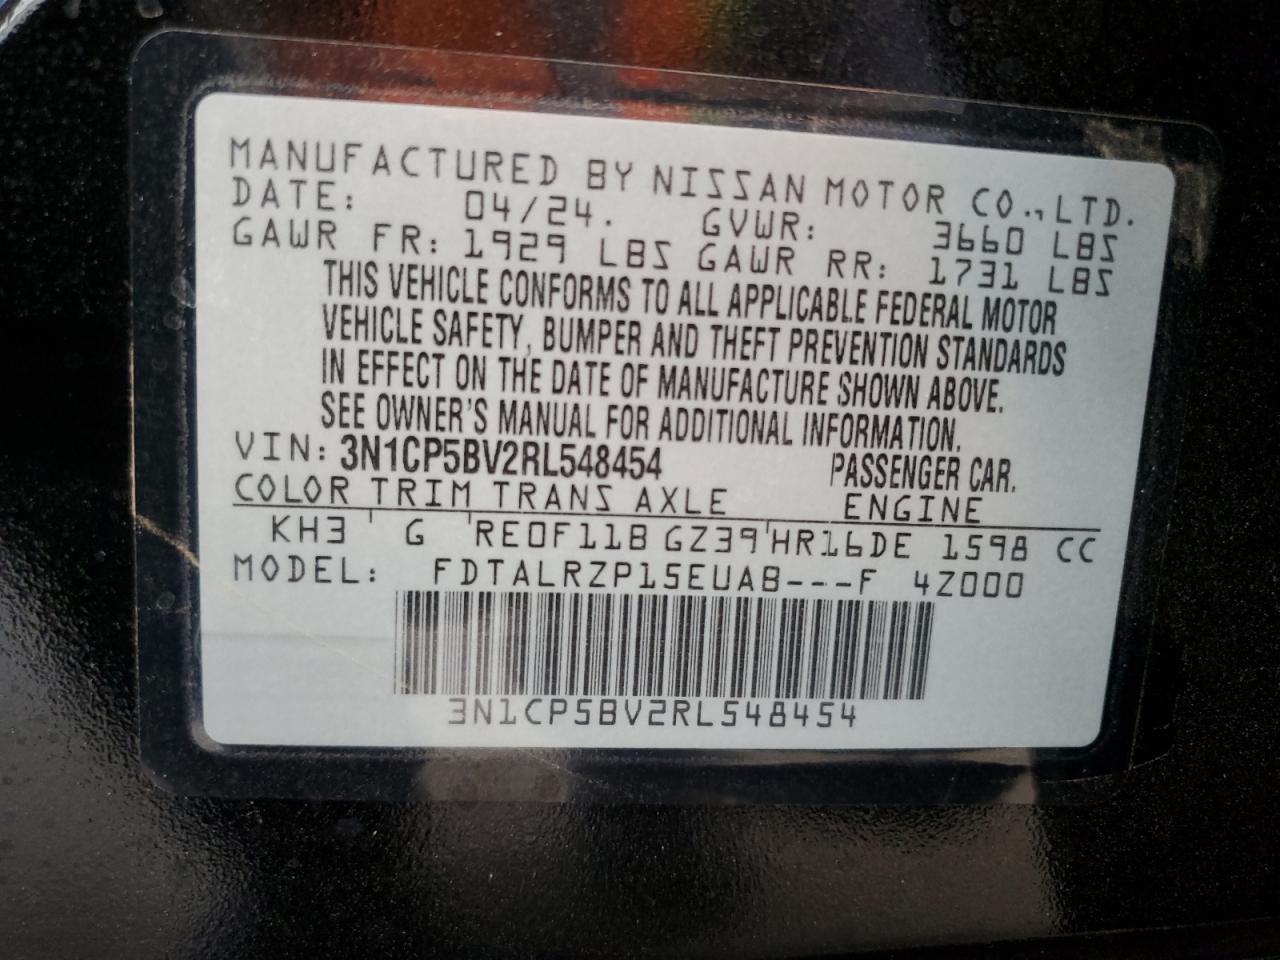 MANUFACTURED BY NISSAN MOTOR CO.,LTD.
DATE: 04/24. GVWR: 3660 LBS
GAWR FR: 1929 LBS GAWR RR: 1731 LBS
THIS VEHICLE CONFORMS TO ALL APPLICABLE FEDERAL MOTOR
VEHICLE SAFETY, BUMPER AND THEFT PREVENTION STANDARDS
IN EFFECT ON THE DATE OF MANUFACTURE SHOWN ABOVE.
SEE OWNER'S MANUAL FOR ADDITIONAL INFORMATION.
VIN: 3N1CP5BV2RL548454 PASSENGER CAR.
COLOR TRIM TRANS AXLE ENGINE
KH3 G RE0F11B GZ39 HR16DE 1598 CC
MODEL: FDTALRZP15EUAB---F 4Z000
3N1CP5BV2RL548454